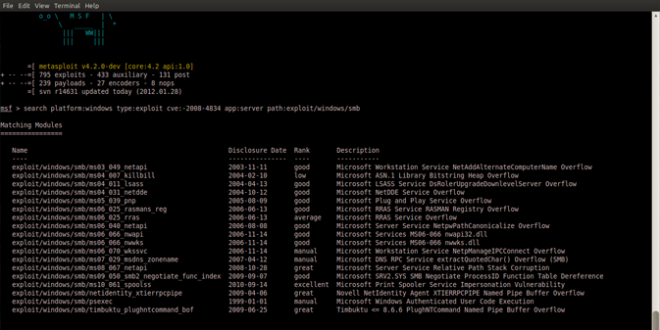 File Edit View Terminal Help
o o \ M S F | \
\ _____ | *
||| WW|||
||| |||
=[ metasploit v4.2.0-dev [core:4.2 api:1.0]
+ -- --=[ 795 exploits - 433 auxiliary - 131 post
+ -- --=[ 239 payloads - 27 encoders - 8 nops
=[ svn r14631 updated today (2012.01.28)
msf > search platform:windows type:exploit cve:-2008-4834 app:server path:exploit/windows/smb
Matching Modules
================
Name Disclosure Date Rank Description
---- --------------- ---- -----------
exploit/windows/smb/ms03_049_netapi 2003-11-11 good Microsoft Workstation Service NetAddAlternateComputerName Overflow
exploit/windows/smb/ms04_007_killbill 2004-02-10 low Microsoft ASN.1 Library Bitstring Heap Overflow
exploit/windows/smb/ms04_011_lsass 2004-04-13 good Microsoft LSASS Service DsRolerUpgradeDownlevelServer Overflow
exploit/windows/smb/ms04_031_netdde 2004-10-12 good Microsoft NetDDE Service Overflow
exploit/windows/smb/ms05_039_pnp 2005-08-09 good Microsoft Plug and Play Service Overflow
exploit/windows/smb/ms06_025_rasmans_reg 2006-06-13 good Microsoft RRAS Service RASMAN Registry Overflow
exploit/windows/smb/ms06_025_rras 2006-06-13 average Microsoft RRAS Service Overflow
exploit/windows/smb/ms06_040_netapi 2006-08-08 good Microsoft Server Service NetpwPathCanonicalize Overflow
exploit/windows/smb/ms06_066_nwapi 2006-11-14 good Microsoft Services MS06-066 nwapi32.dll
exploit/windows/smb/ms06_066_nwwks 2006-11-14 good Microsoft Services MS06-066 nwwks.dll
exploit/windows/smb/ms06_070_wkssvc 2006-11-14 manual Microsoft Workstation Service NetpManageIPCConnect Overflow
exploit/windows/smb/ms07_029_msdns_zonename 2007-04-12 manual Microsoft DNS RPC Service extractQuotedChar() Overflow (SMB)
exploit/windows/smb/ms08_067_netapi 2008-10-28 great Microsoft Server Service Relative Path Stack Corruption
exploit/windows/smb/ms09_050_smb2_negotiate_func_index 2009-09-07 good Microsoft SRV2.SYS SMB Negotiate ProcessID Function Table Dereference
exploit/windows/smb/ms10_061_spoolss 2010-09-14 excellent Microsoft Print Spooler Service Impersonation Vulnerability
exploit/windows/smb/netidentity_xtierrpcpipe 2009-04-06 great Novell NetIdentity Agent XTIERRPCPIPE Named Pipe Buffer Overflow
exploit/windows/smb/psexec 1999-01-01 manual Microsoft Windows Authenticated User Code Execution
exploit/windows/smb/timbuktu_plughntcommand_bof 2009-06-25 great Timbuktu <= 8.6.6 PlughNTCommand Named Pipe Buffer Overflow